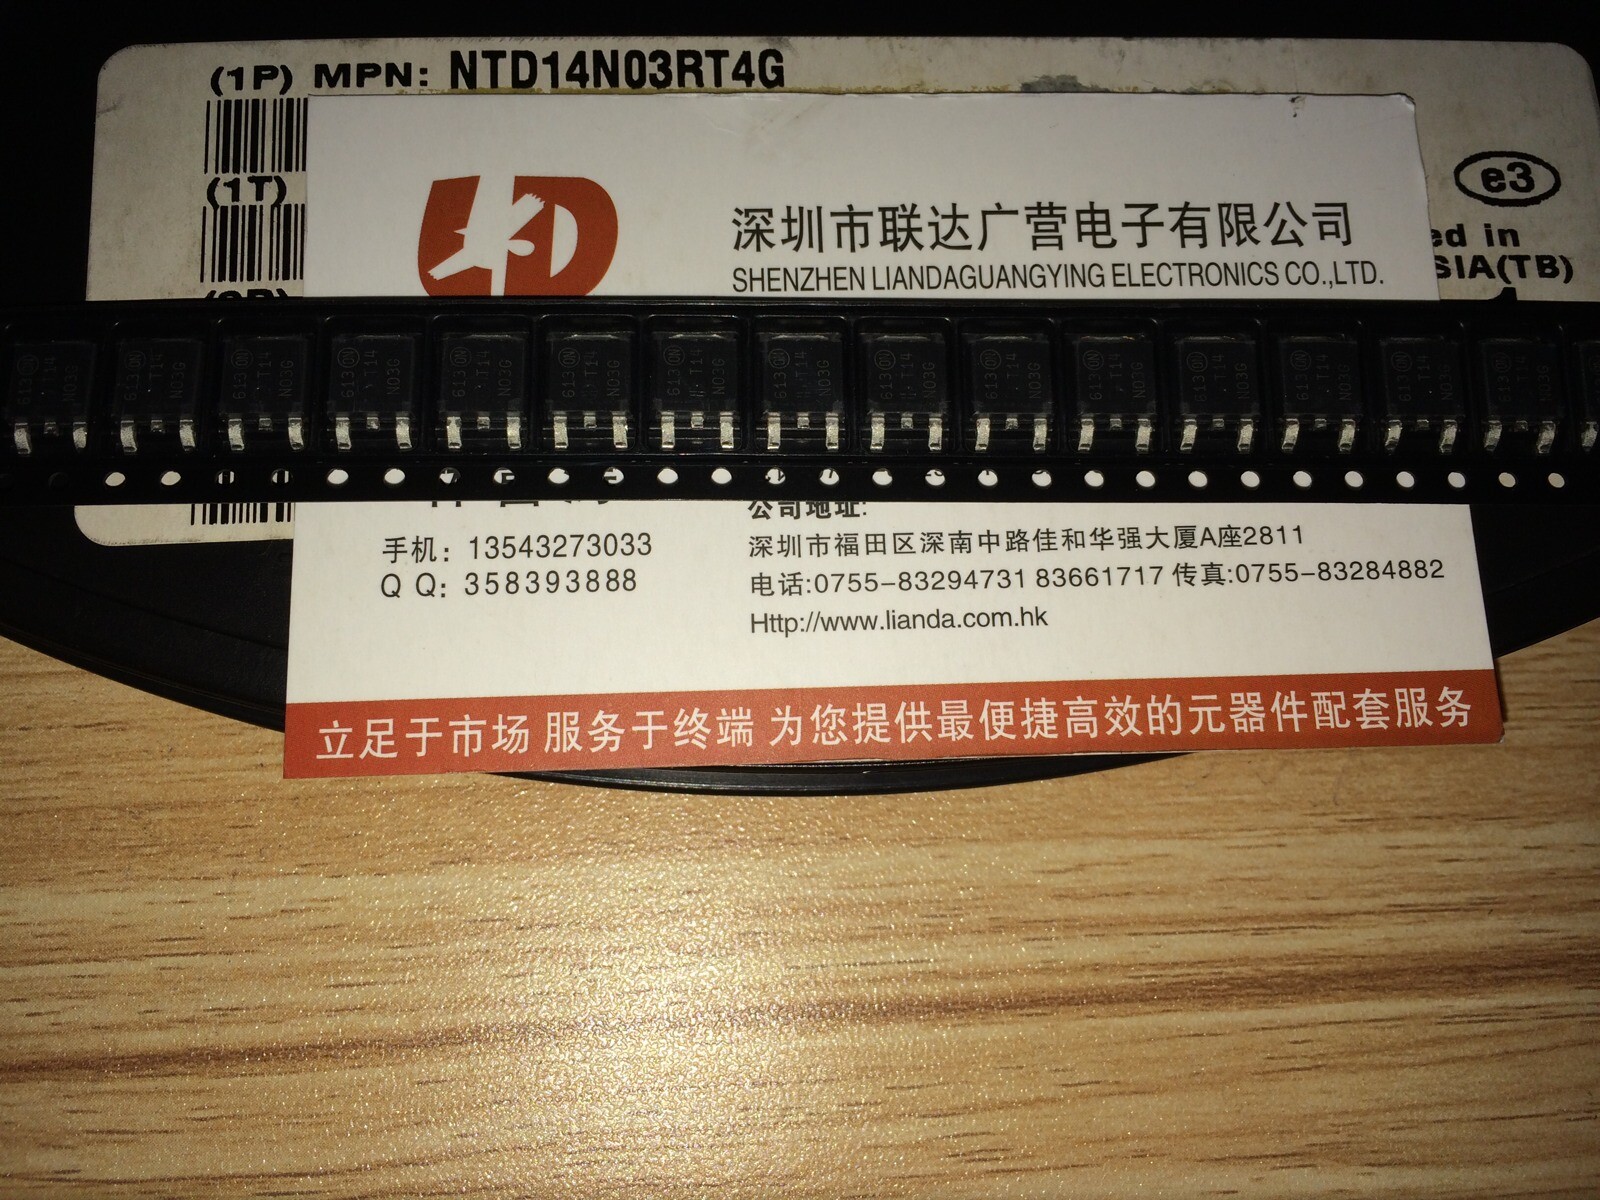 (1P) MPN: NTD14N03RT4G
(1T)
e3
ed in
SIA(TB)
深圳市联达广营电子有限公司
SHENZHEN LIANDAGUANGYING ELECTRONICS CO.,LTD.
613 ON T14 N03G
公司地址:
手机：13543273033
深圳市福田区深南中路佳和华强大厦A座2811
Q Q：358393888
电话:0755-83294731 83661717 传真:0755-83284882
Http://www.lianda.com.hk
立足于市场 服务于终端 为您提供最便捷高效的元器件配套服务